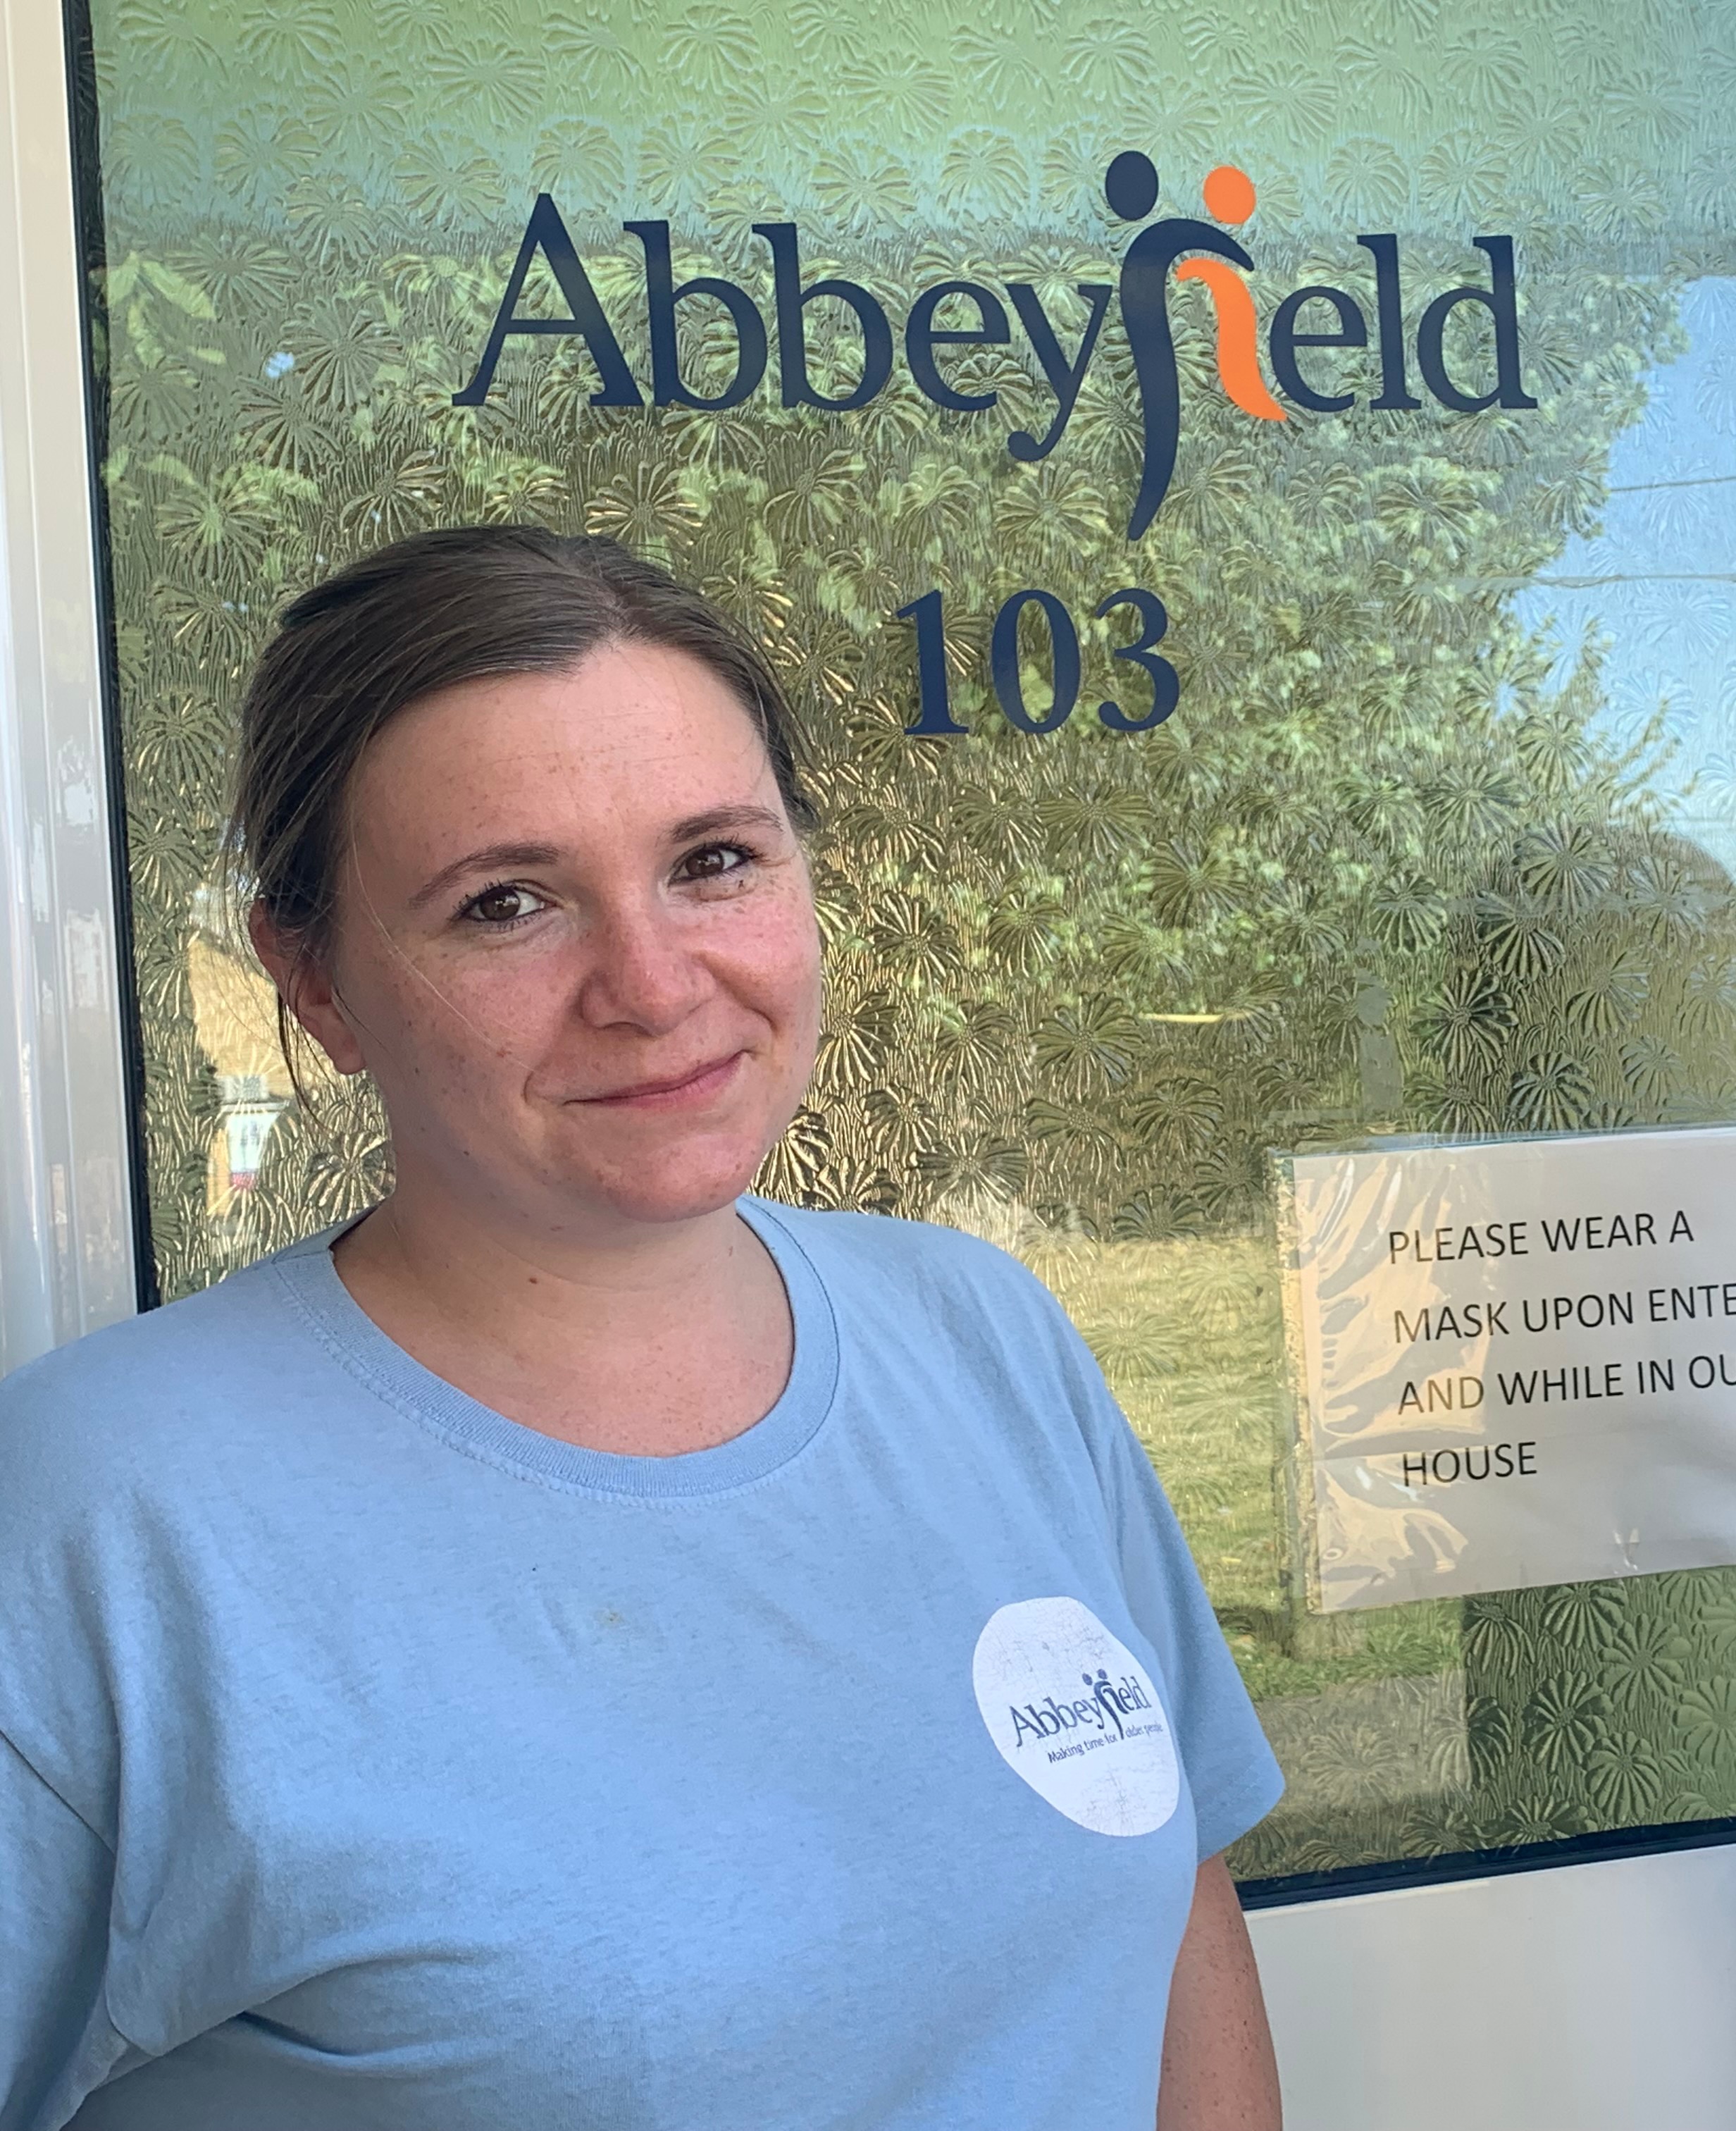 Abbeyfield
103
PLEASE WEAR A
MASK UPON ENTE
AND WHILE IN OU
HOUSE
Abbeyfield
Making time for older people